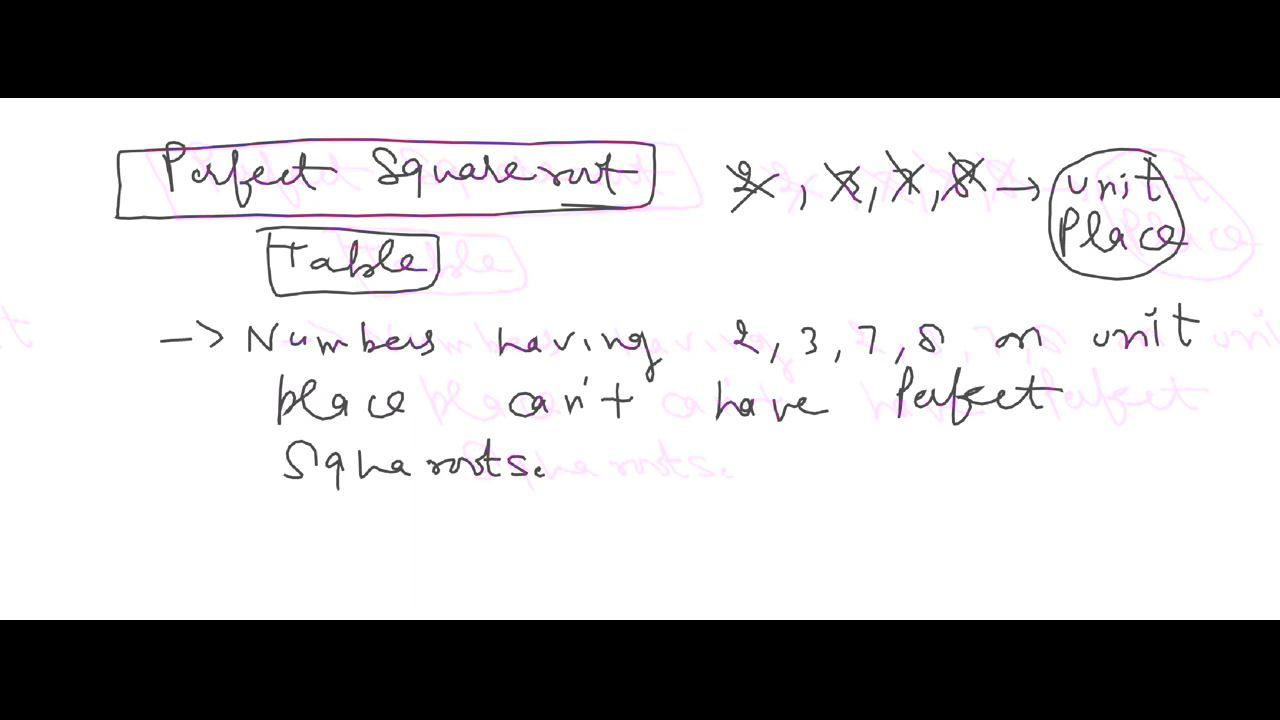 Perfect Squareroot
Table
2, 3, 7, 8 → unit
Place
→ Numbers having 2, 3, 7, 8 on unit
place can't have Perfect
Squaroots.